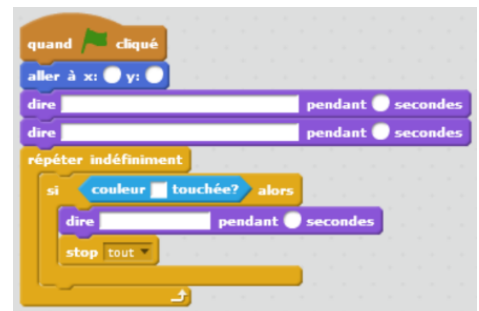 quand cliqué
aller à x: y:
dire pendant secondes
dire pendant secondes
répéter indéfiniment
si couleur touchée? alors
dire pendant secondes
stop tout